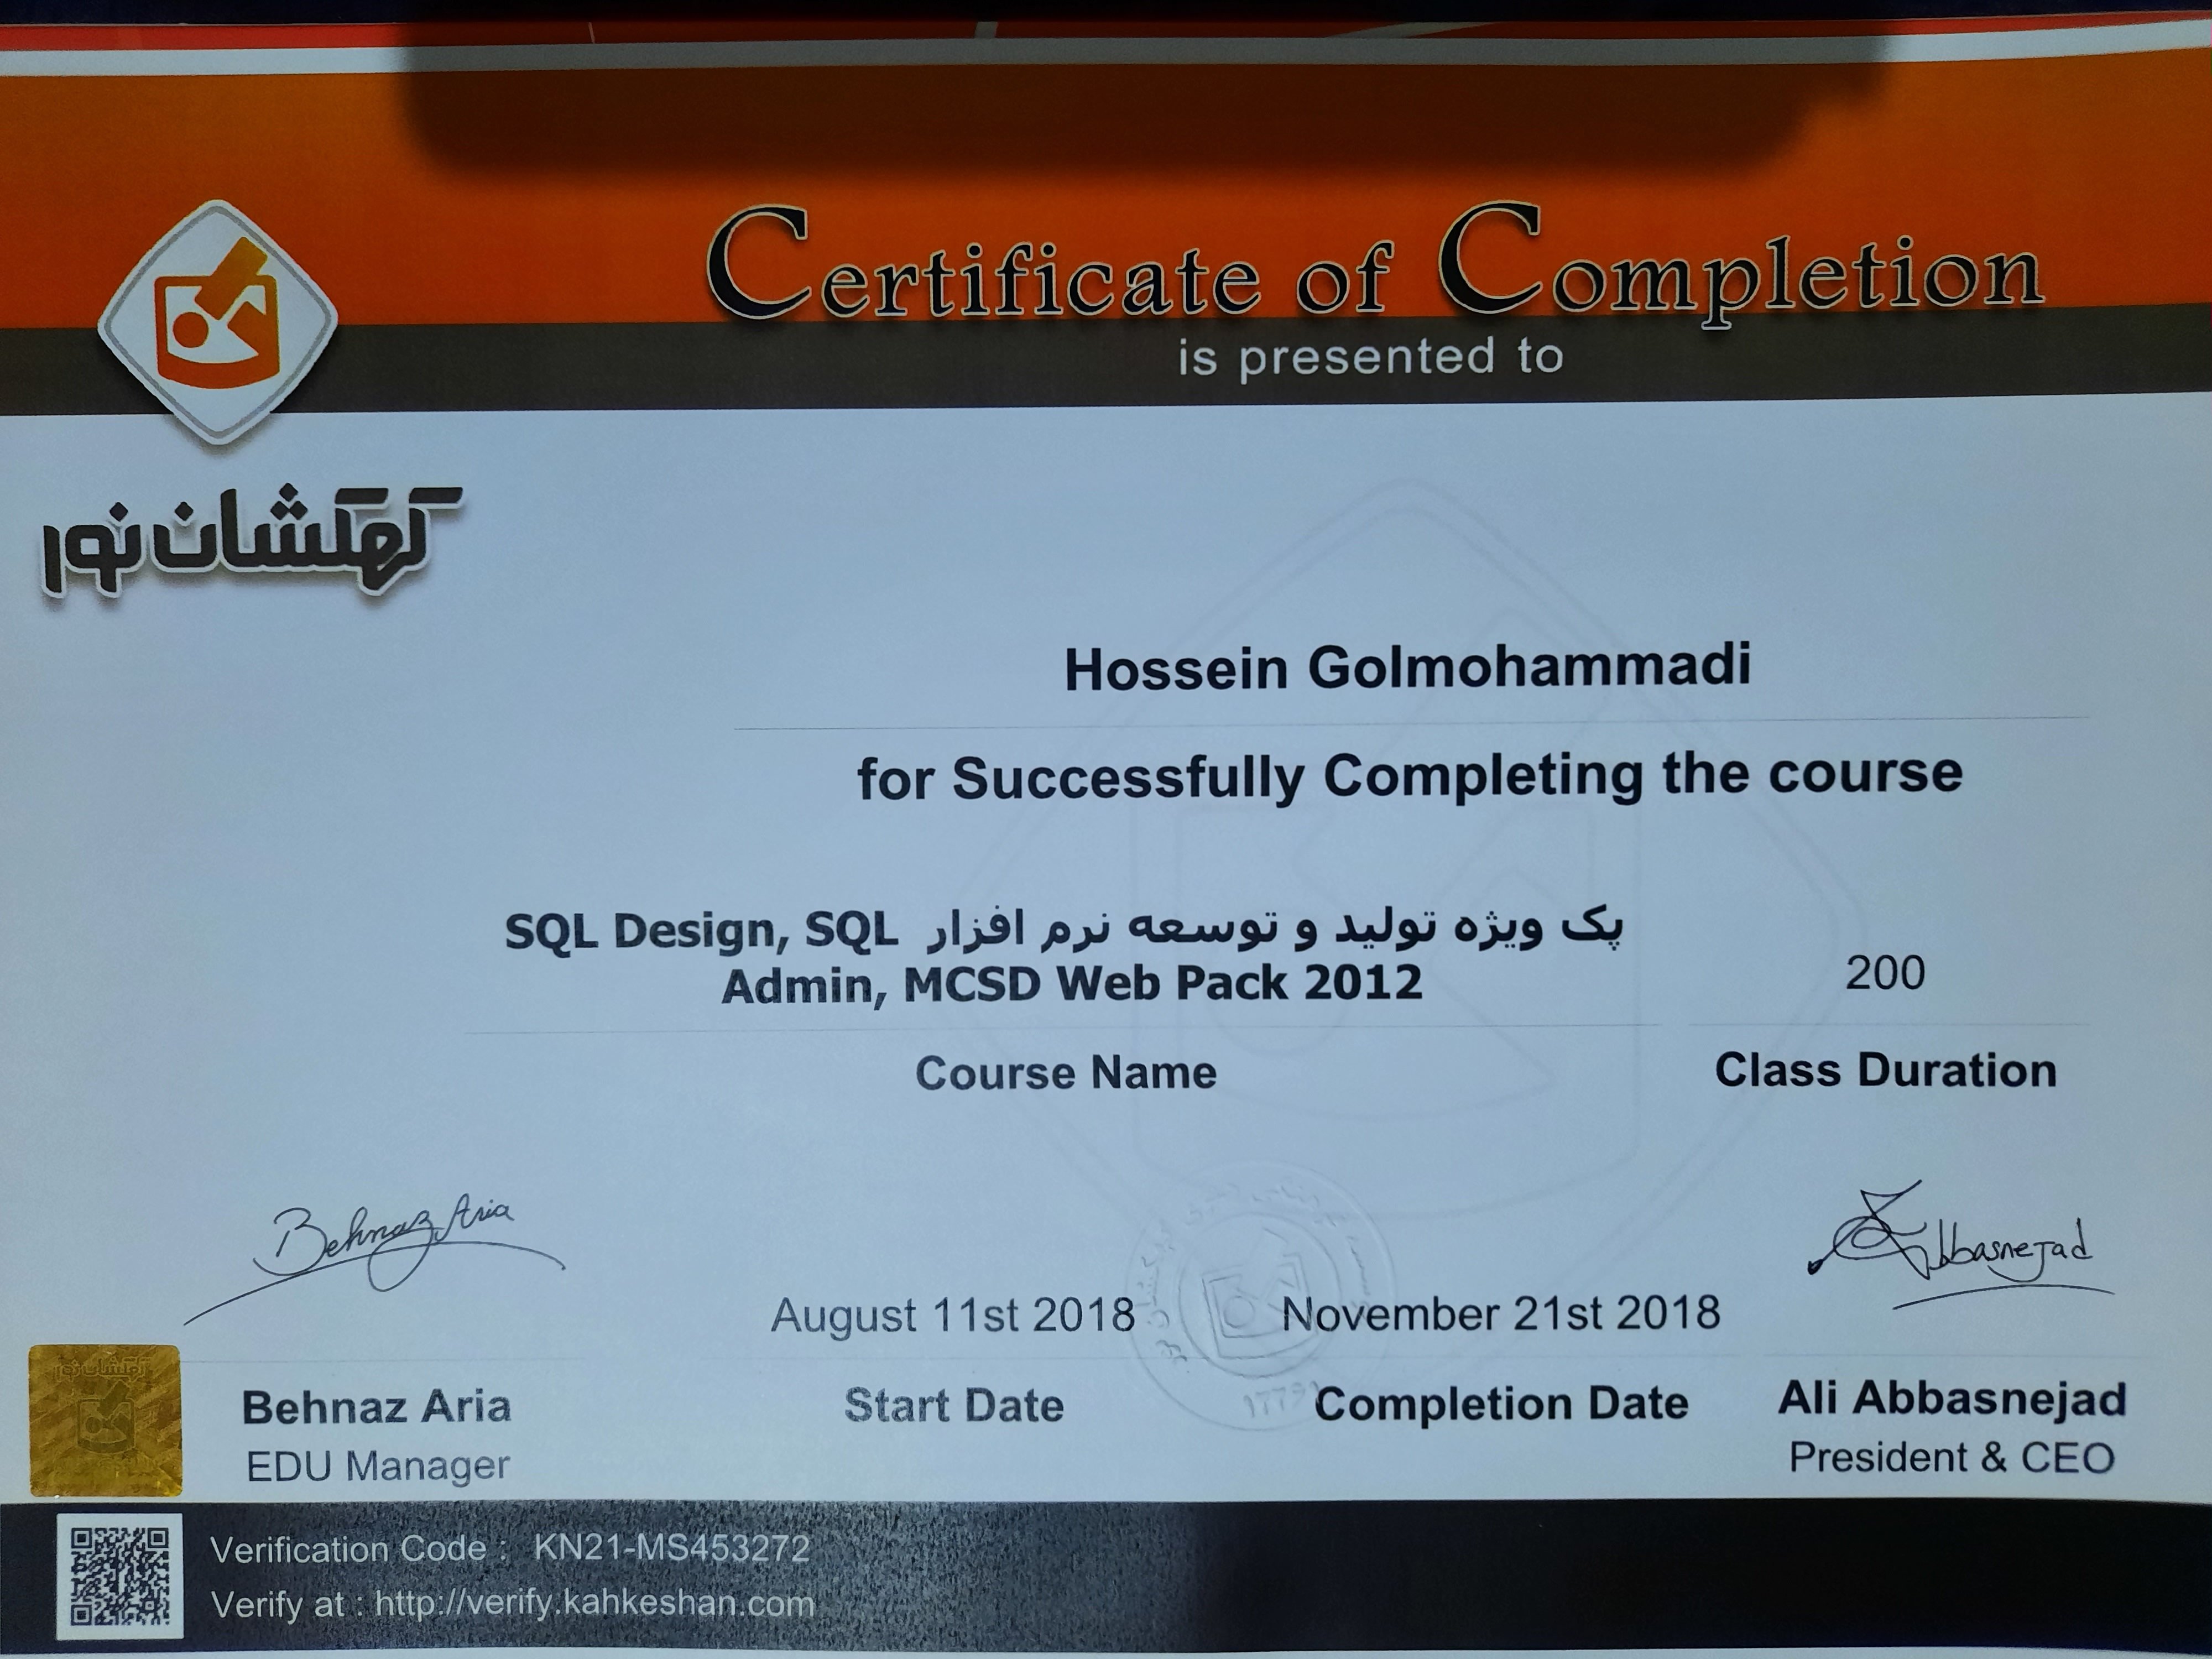 Certificate of Completion
is presented to
کهکشان نور
Hossein Golmohammadi
for Successfully Completing the course
پک ویژه تولید و توسعه نرم افزار SQL Design, SQL
Admin, MCSD Web Pack 2012
200
Course Name
Class Duration
Behnaz Aria
Abbasnejad
August 11st 2018
November 21st 2018
Behnaz Aria
Start Date
Completion Date
Ali Abbasnejad
EDU Manager
President & CEO
کهکشان نور
Verification Code : KN21-MS453272
Verify at : http://verify.kahkeshan.com